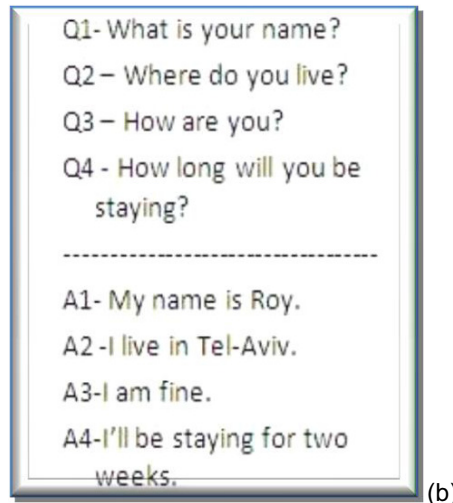 Q1- What is your name?
Q2 – Where do you live?
Q3 – How are you?
Q4 - How long will you be
staying?
-----------------------------------
A1- My name is Roy.
A2 -I live in Tel-Aviv.
A3-I am fine.
A4-I'll be staying for two
weeks.
(b)